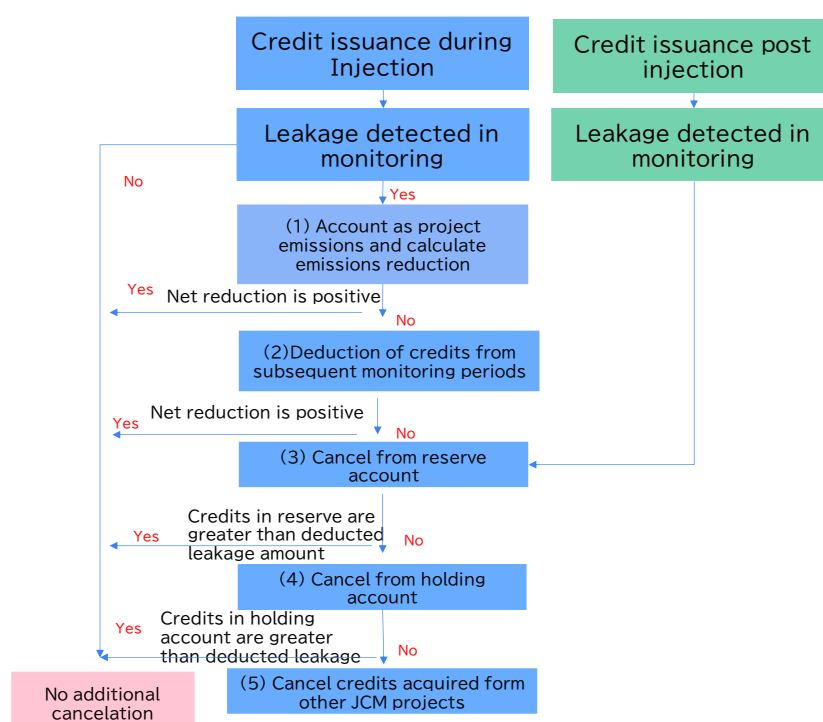 Credit issuance during
Injection
Credit issuance post
injection
Leakage detected in
monitoring
Leakage detected in
monitoring
No
Yes
(1) Account as project
emissions and calculate
emissions reduction
Yes
Net reduction is positive
No
(2)Deduction of credits from
subsequent monitoring periods
Net reduction is positive
Yes
No
(3) Cancel from reserve
account
Credits in reserve are
greater than deducted
leakage amount
Yes
No
(4) Cancel from holding
account
Credits in holding
account are greater
than deducted leakage
Yes
No
(5) Cancel credits acquired form
other JCM projects
No additional
cancelation